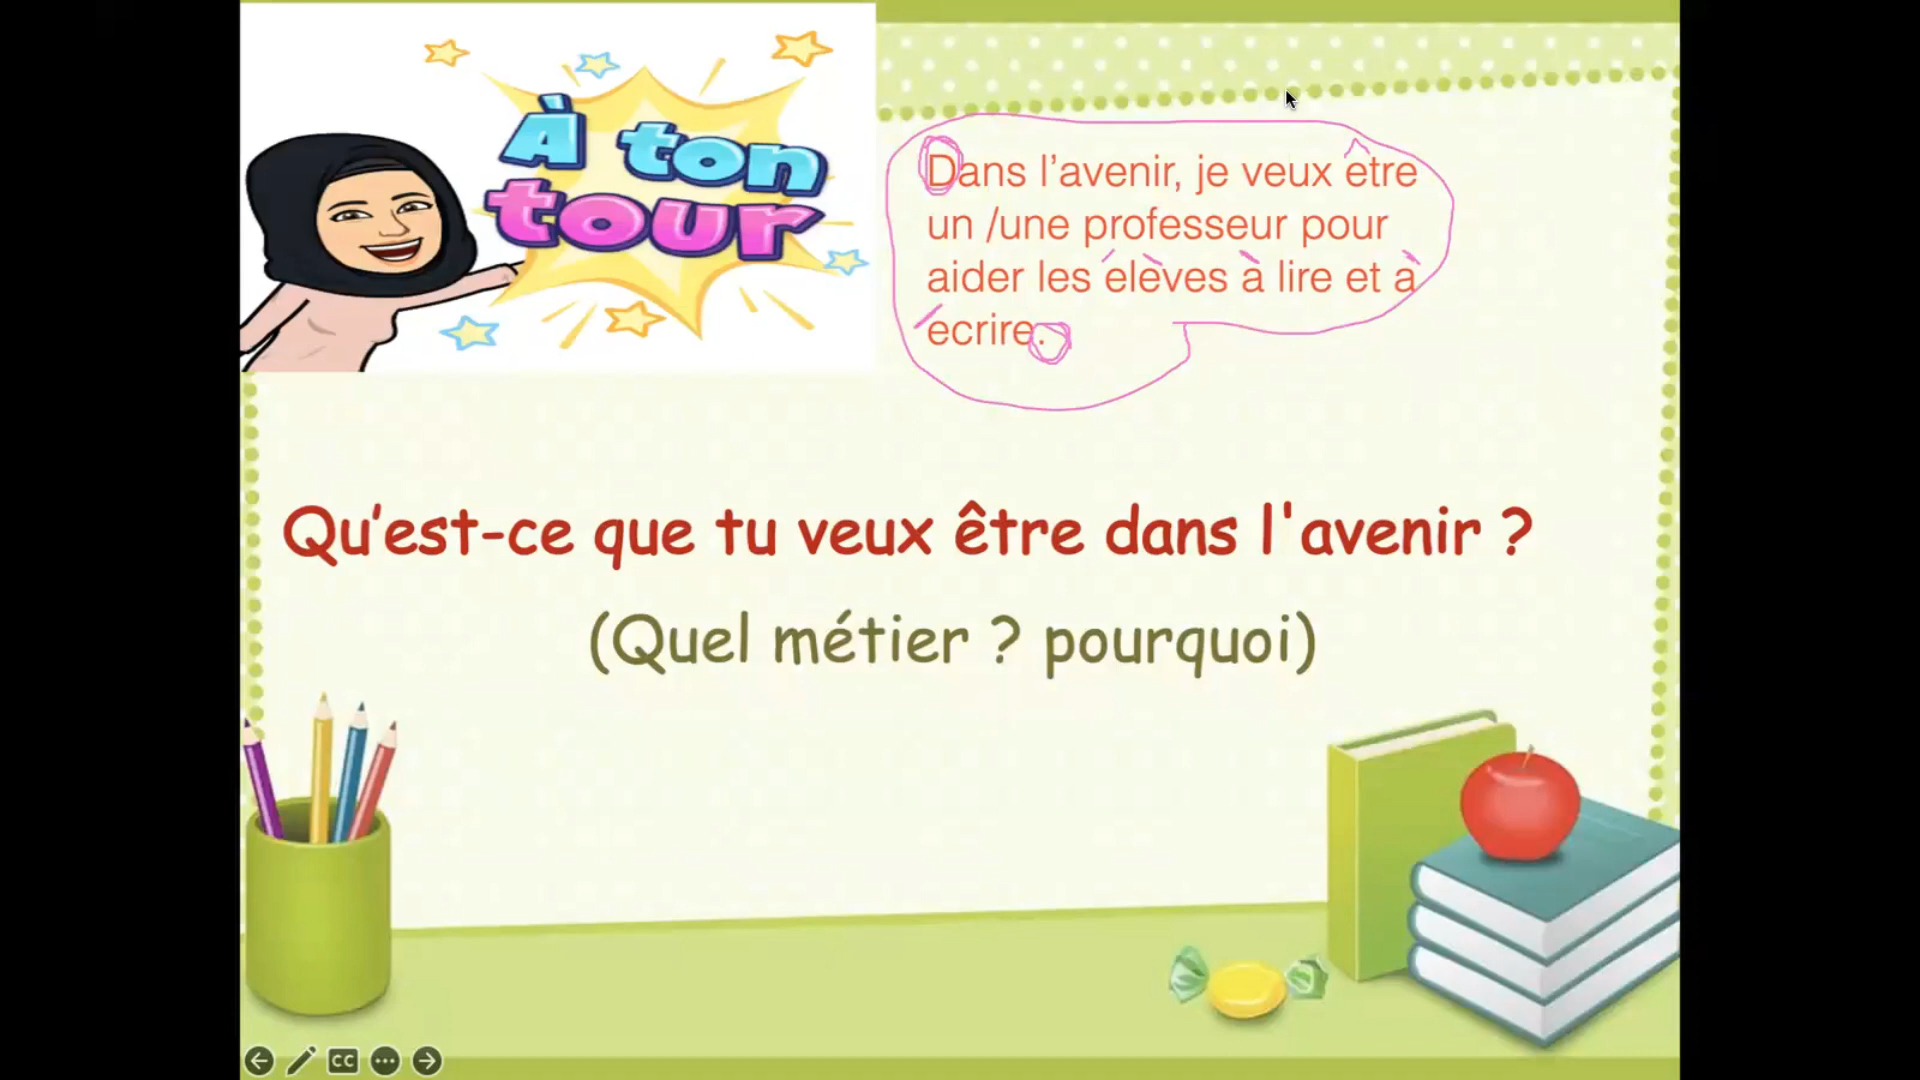 À ton
tour
Dans l’avenir, je veux être
un /une professeur pour
aider les élèves à lire et à
écrire.
Qu'est-ce que tu veux être dans l'avenir ?
(Quel métier ? pourquoi)
CC